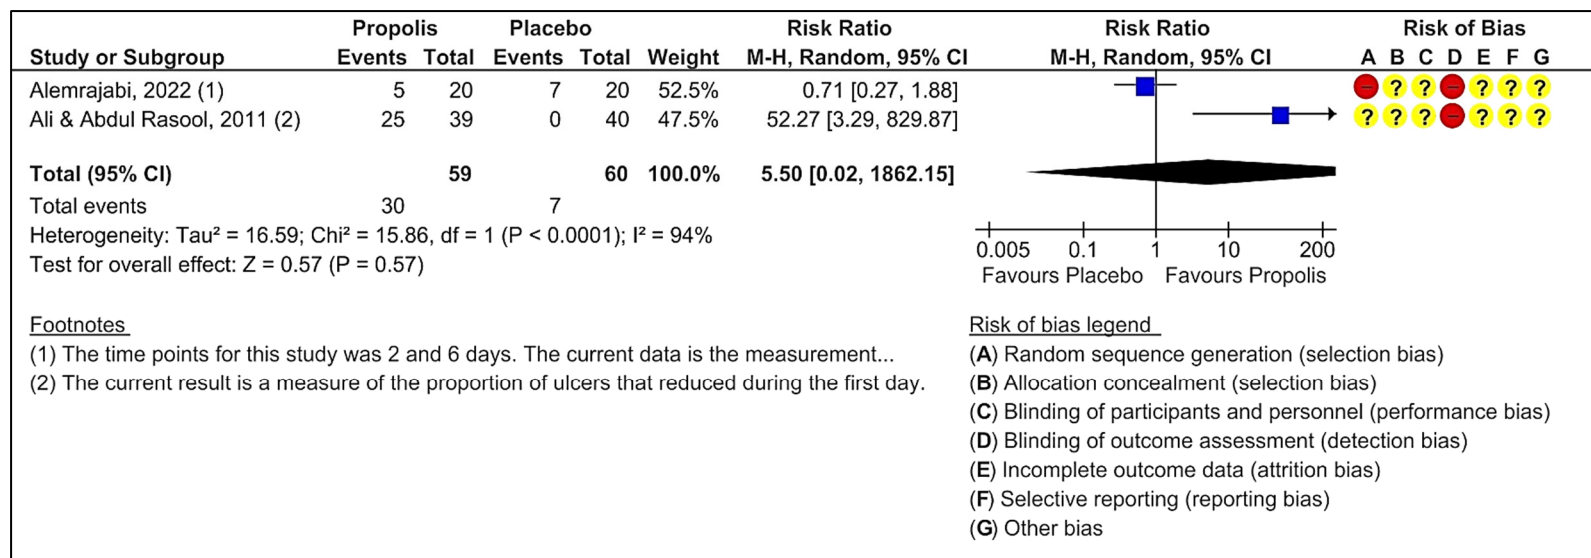 Propolis Placebo Risk Ratio Risk Ratio Risk of Bias
Study or Subgroup Events Total Events Total Weight M-H, Random, 95% CI M-H, Random, 95% CI A B C D E F G
Alemrajabi, 2022 (1) 5 20 7 20 52.5% 0.71 [0.27, 1.88] − ? ? − ? ? ?
Ali & Abdul Rasool, 2011 (2) 25 39 0 40 47.5% 52.27 [3.29, 829.87] ? ? ? − ? ? ?
Total (95% CI) 59 60 100.0% 5.50 [0.02, 1862.15]
Total events 30 7
Heterogeneity: Tau² = 16.59; Chi² = 15.86, df = 1 (P < 0.0001); I² = 94%
Test for overall effect: Z = 0.57 (P = 0.57)
0.005 0.1 1 10 200
Favours Placebo Favours Propolis
Footnotes
(1) The time points for this study was 2 and 6 days. The current data is the measurement...
(2) The current result is a measure of the proportion of ulcers that reduced during the first day.
Risk of bias legend
(A) Random sequence generation (selection bias)
(B) Allocation concealment (selection bias)
(C) Blinding of participants and personnel (performance bias)
(D) Blinding of outcome assessment (detection bias)
(E) Incomplete outcome data (attrition bias)
(F) Selective reporting (reporting bias)
(G) Other bias